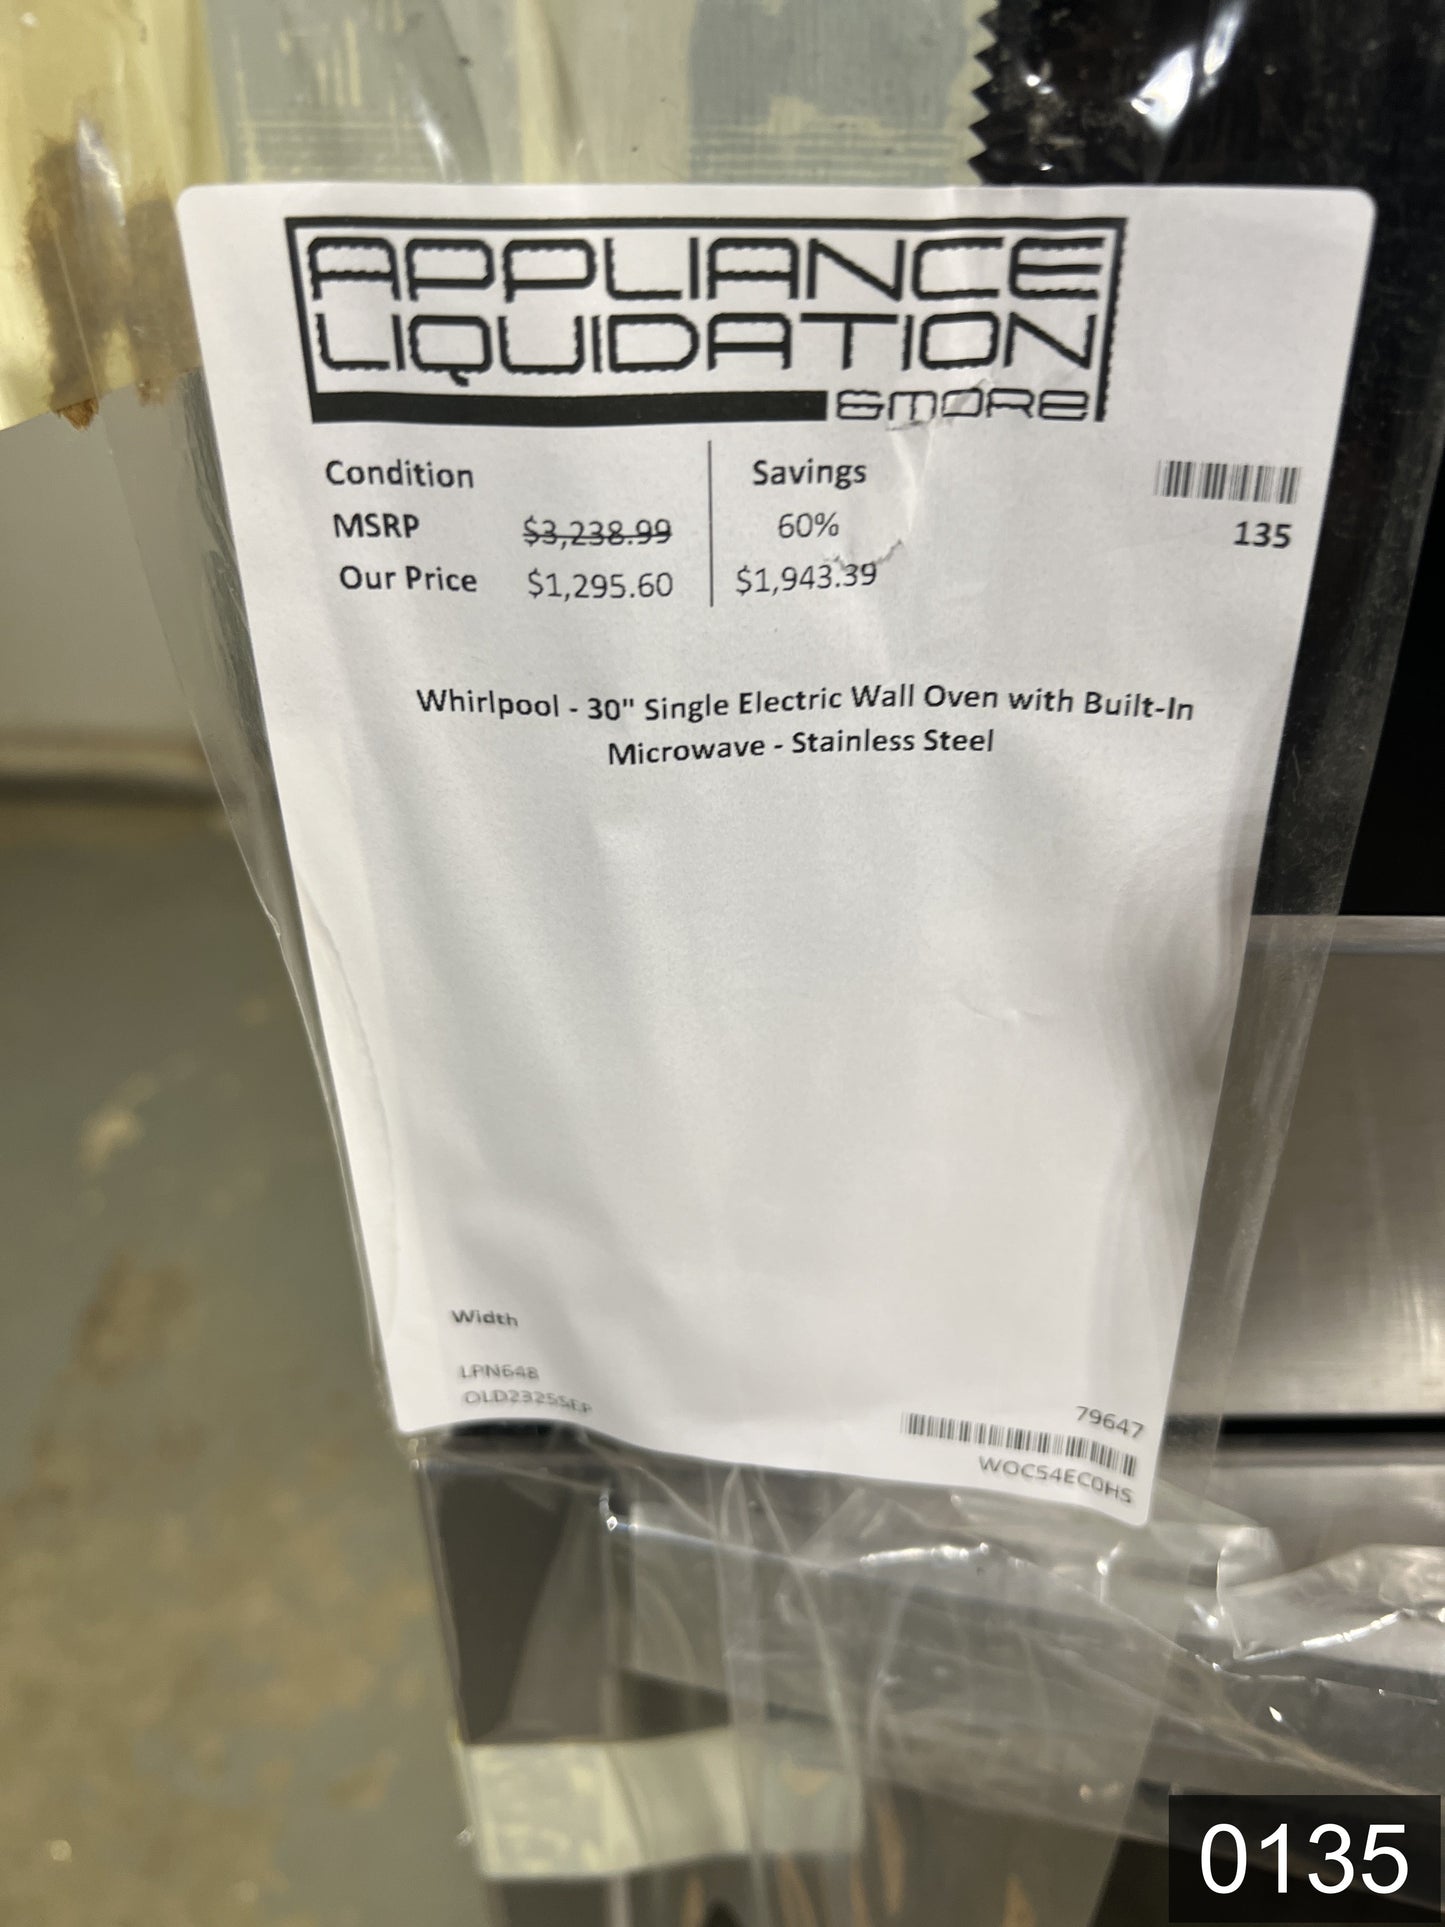 APPLIANCE
LIQUIDATION
&MORE
Condition
MSRP $3,238.99
Our Price $1,295.60
Savings
60%
$1,943.39
135
Whirlpool - 30" Single Electric Wall Oven with Built-In
Microwave - Stainless Steel
Width
LPN648
OLD2325SEP
79647
WOC54EC0HS
0135